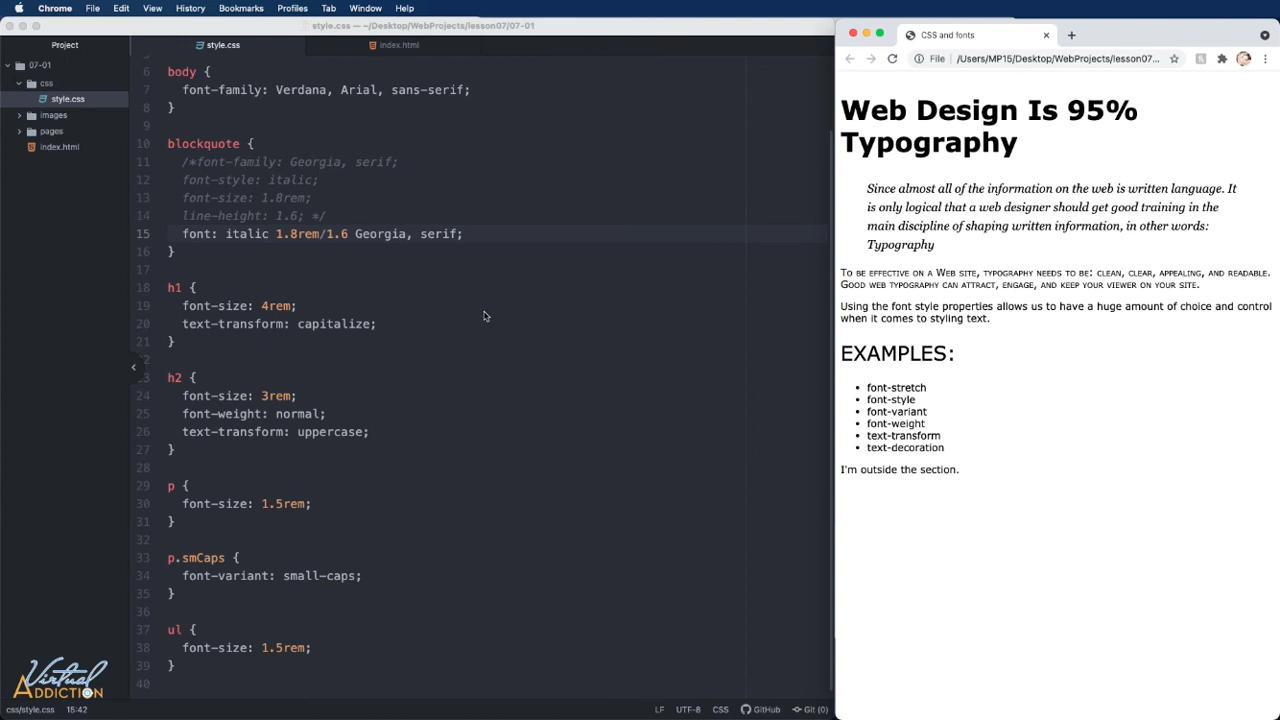 Chrome File Edit View History Bookmarks Profiles Tab Window Help
style.css — ~/Desktop/WebProjects/lesson07/07-01
Project
style.css
index.html
07-01
css
style.css
images
pages
index.html
6 body {
7 font-family: Verdana, Arial, sans-serif;
8 }
9
10 blockquote {
11 /*font-family: Georgia, serif;
12 font-style: italic;
13 font-size: 1.8rem;
14 line-height: 1.6; */
15 font: italic 1.8rem/1.6 Georgia, serif;
16 }
17
18 h1 {
19 font-size: 4rem;
20 text-transform: capitalize;
21 }
22
23 h2 {
24 font-size: 3rem;
25 font-weight: normal;
26 text-transform: uppercase;
27 }
28
29 p {
30 font-size: 1.5rem;
31 }
32
33 p.smCaps {
34 font-variant: small-caps;
35 }
36
37 ul {
38 font-size: 1.5rem;
39 }
40
Virtual
ADDICTION
css/style.css 15:42
LF UTF-8 CSS GitHub Git (0)
CSS and fonts
File /Users/MP15/Desktop/WebProjects/lesson07...
Web Design Is 95%
Typography
Since almost all of the information on the web is written language. It
is only logical that a web designer should get good training in the
main discipline of shaping written information, in other words:
Typography
To be effective on a Web site, typography needs to be: clean, clear, appealing, and readable.
Good web typography can attract, engage, and keep your viewer on your site.
Using the font style properties allows us to have a huge amount of choice and control
when it comes to styling text.
EXAMPLES:
• font-stretch
• font-style
• font-variant
• font-weight
• text-transform
• text-decoration
I'm outside the section.